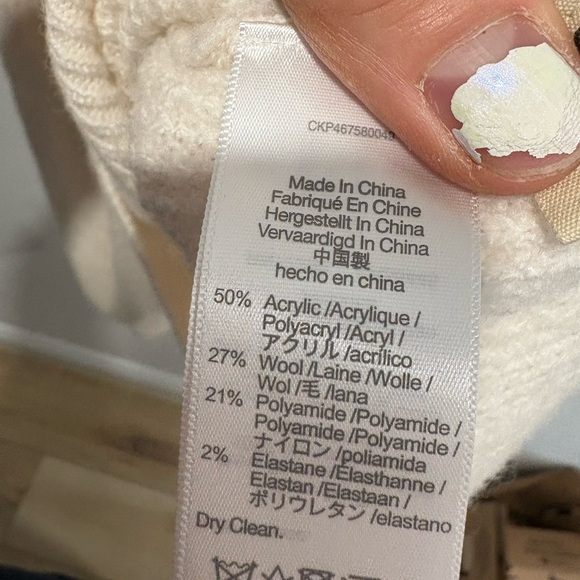 CKP467580049
Made In China
Fabriqué En Chine
Hergestellt In China
Vervaardigd In China
中国製
hecho en china
50% Acrylic /Acrylique /
Polyacryl /Acryl /
アクリル /acrílico
27% Wool /Laine /Wolle /
Wol /毛 /lana
21% Polyamide /Polyamide /
Polyamide /Polyamide /
ナイロン /poliamida
2% Elastane /Elasthanne /
Elastan /Elastaan /
ポリウレタン /elastano
Dry Clean.